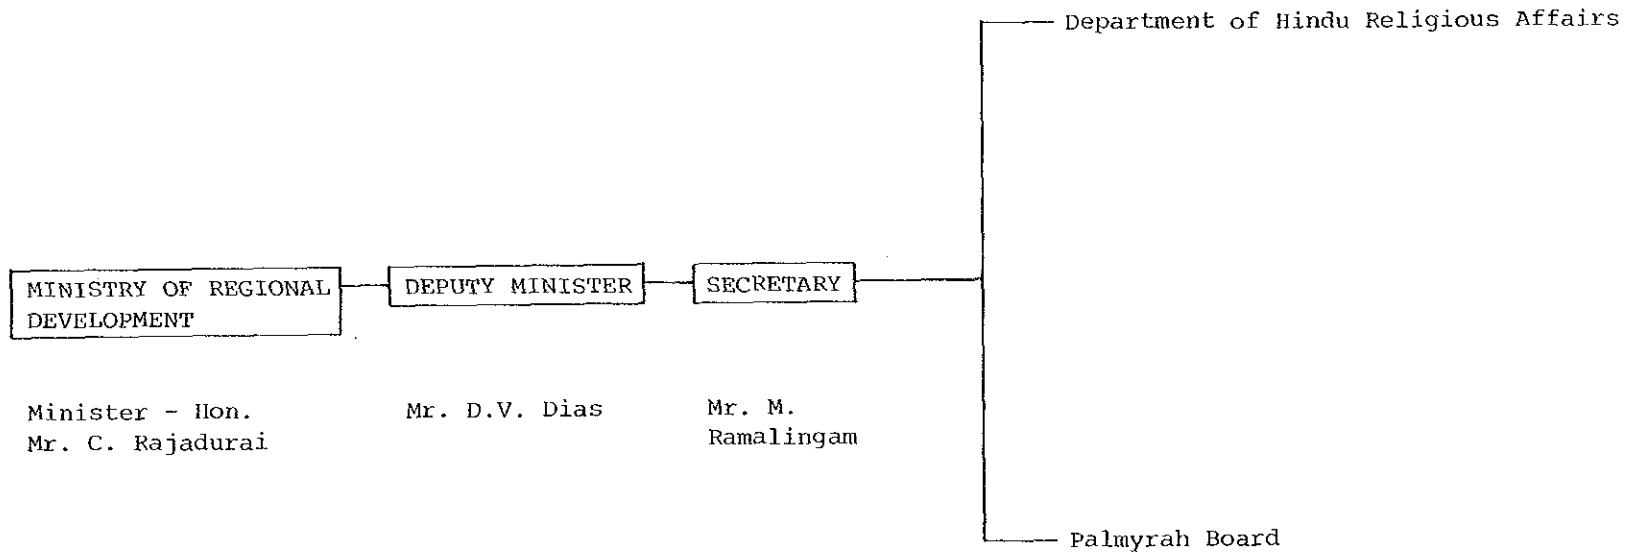 Department of Hindu Religious Affairs
MINISTRY OF REGIONAL
DEVELOPMENT
DEPUTY MINISTER
SECRETARY
Minister - Hon.
Mr. C. Rajadurai
Mr. D.V. Dias
Mr. M.
Ramalingam
Palmyrah Board